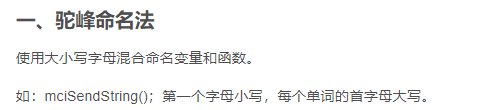 一、驼峰命名法
使用大小写字母混合命名变量和函数。
如：mciSendString()；第一个字母小写，每个单词的首字母大写。